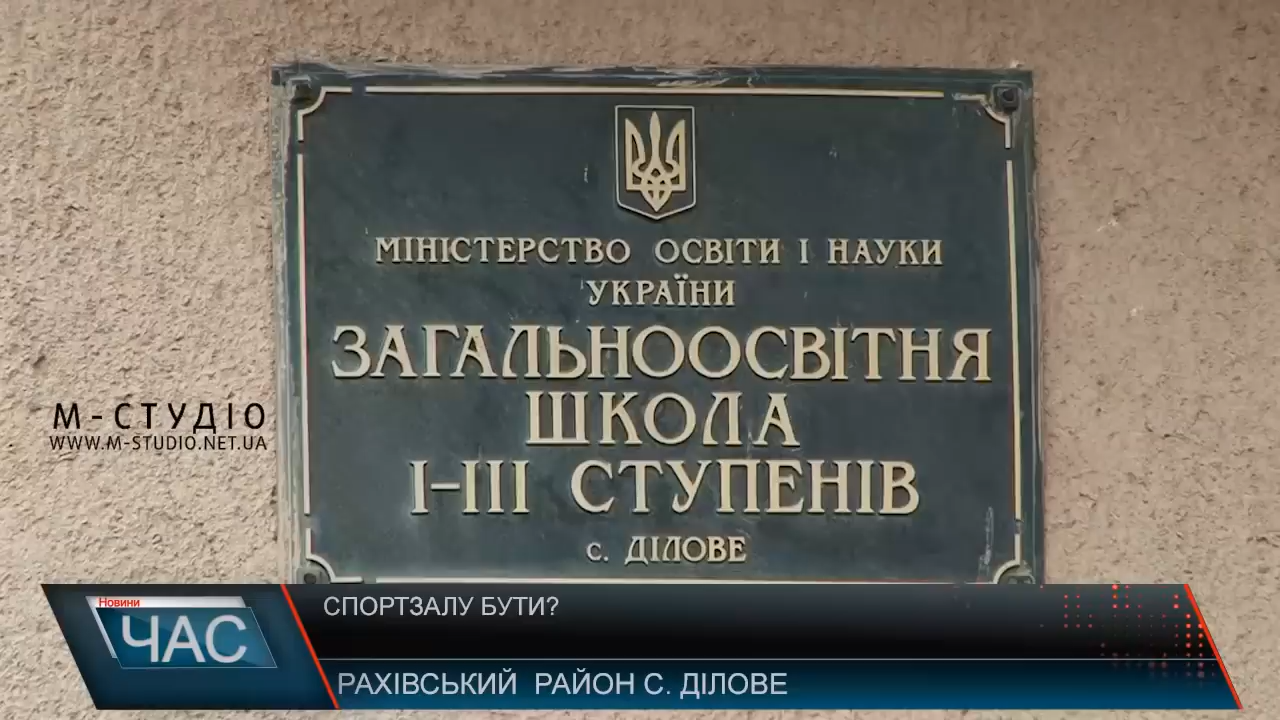 МІНІСТЕРСТВО ОСВІТИ І НАУКИ
УКРАЇНИ
ЗАГАЛЬНООСВІТНЯ
ШКОЛА
І-ІІІ СТУПЕНІВ
с. ДІЛОВЕ
М-СТУДІО
WWW.M-STUDIO.NET.UA
Новини
ЧАС
СПОРТЗАЛУ БУТИ?
РАХІВСЬКИЙ РАЙОН С. ДІЛОВЕ